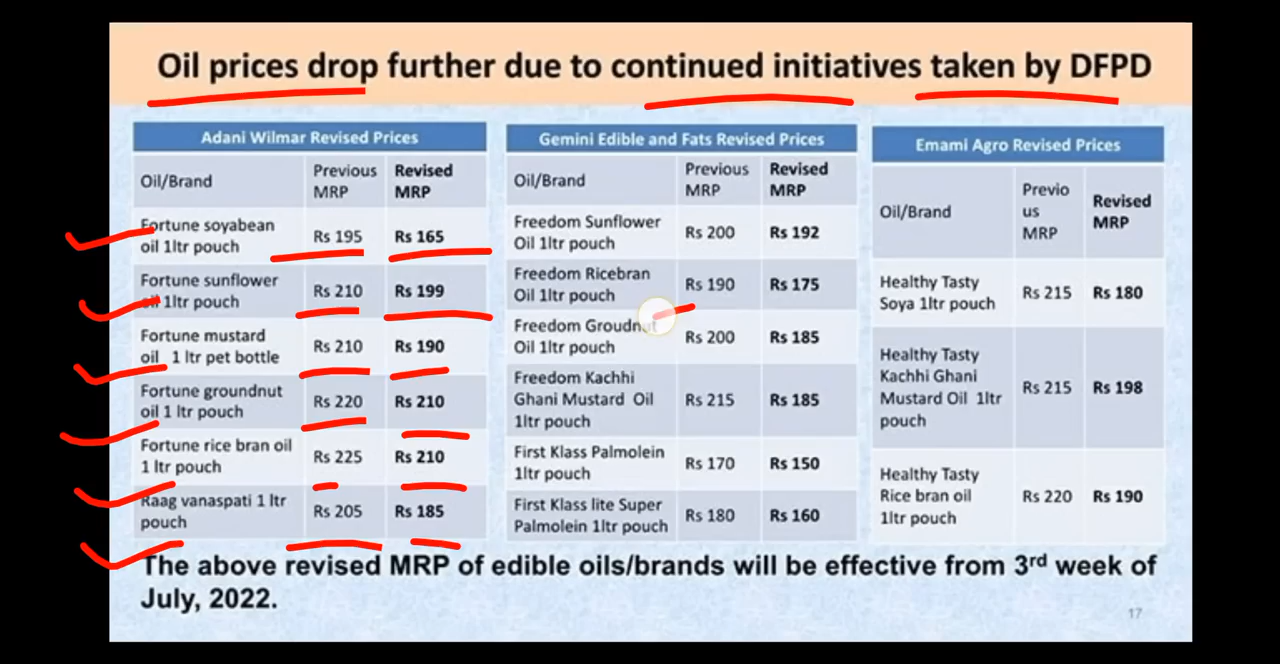 Oil prices drop further due to continued initiatives taken by DFPD
Adani Wilmar Revised Prices
Oil/Brand
Previous
MRP
Revised
MRP
Fortune soyabean
oil 1ltr pouch
Rs 195
Rs 165
Fortune sunflower
oil 1ltr pouch
Rs 210
Rs 199
Fortune mustard
oil 1 ltr pet bottle
Rs 210
Rs 190
Fortune groundnut
oil 1 ltr pouch
Rs 220
Rs 210
Fortune rice bran oil
1 ltr pouch
Rs 225
Rs 210
Raag vanaspati 1 ltr
pouch
Rs 205
Rs 185
Gemini Edible and Fats Revised Prices
Oil/Brand
Previous
MRP
Revised
MRP
Freedom Sunflower
Oil 1ltr pouch
Rs 200
Rs 192
Freedom Ricebran
Oil 1ltr pouch
Rs 190
Rs 175
Freedom Groudnut
Oil 1ltr pouch
Rs 200
Rs 185
Freedom Kachhi
Ghani Mustard Oil
1ltr pouch
Rs 215
Rs 185
First Klass Palmolein
1ltr pouch
Rs 170
Rs 150
First Klass lite Super
Palmolein 1ltr pouch
Rs 180
Rs 160
Emami Agro Revised Prices
Oil/Brand
Previo
us
MRP
Revised
MRP
Healthy Tasty
Soya 1ltr pouch
Rs 215
Rs 180
Healthy Tasty
Kachhi Ghani
Mustard Oil 1ltr
pouch
Rs 215
Rs 198
Healthy Tasty
Rice bran oil
1ltr pouch
Rs 220
Rs 190
The above revised MRP of edible oils/brands will be effective from 3rd week of
July, 2022.
17